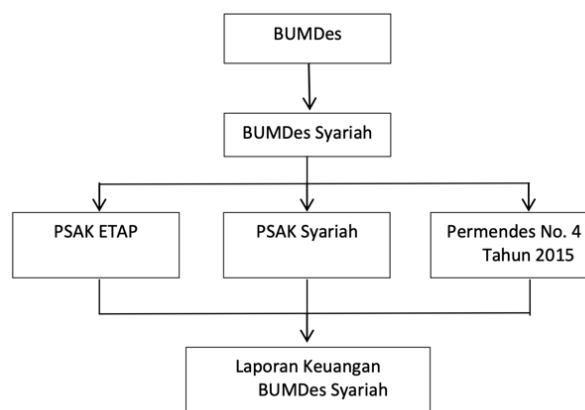 BUMDes
BUMDes Syariah
PSAK ETAP
PSAK Syariah
Permendes No. 4
Tahun 2015
Laporan Keuangan
BUMDes Syariah